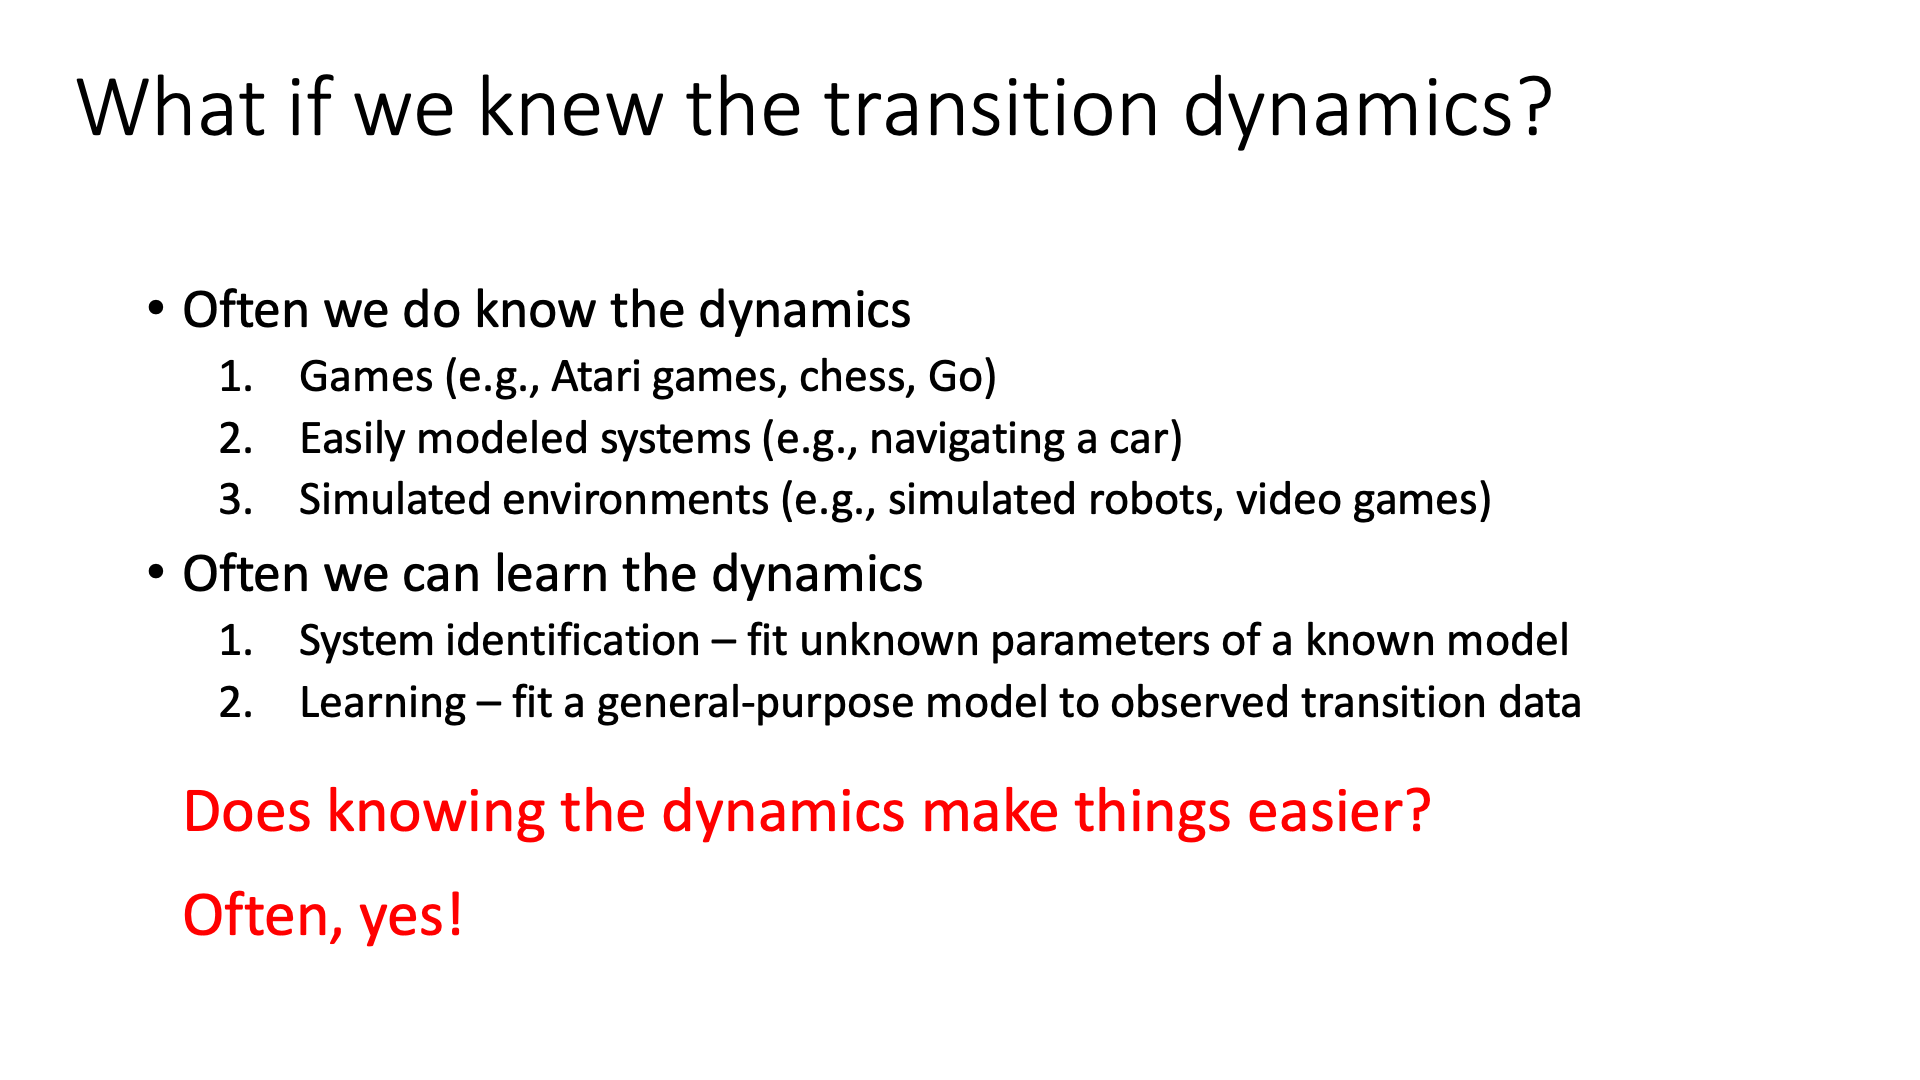 What if we knew the transition dynamics?
• Often we do know the dynamics
1. Games (e.g., Atari games, chess, Go)
2. Easily modeled systems (e.g., navigating a car)
3. Simulated environments (e.g., simulated robots, video games)
• Often we can learn the dynamics
1. System identification – fit unknown parameters of a known model
2. Learning – fit a general-purpose model to observed transition data
Does knowing the dynamics make things easier?
Often, yes!